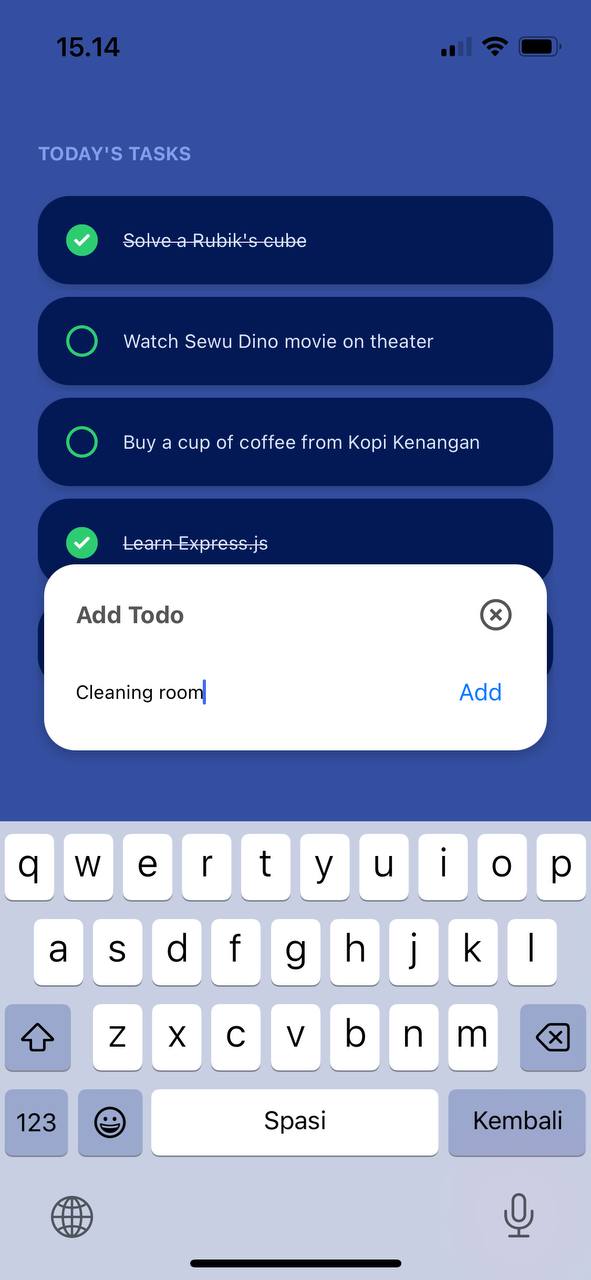 15.14
TODAY'S TASKS
Solve a Rubik's cube
Watch Sewu Dino movie on theater
Buy a cup of coffee from Kopi Kenangan
Learn Express.js
Add Todo
Cleaning room
Add
q w e r t y u i o p
a s d f g h j k l
z x c v b n m
123 Spasi Kembali